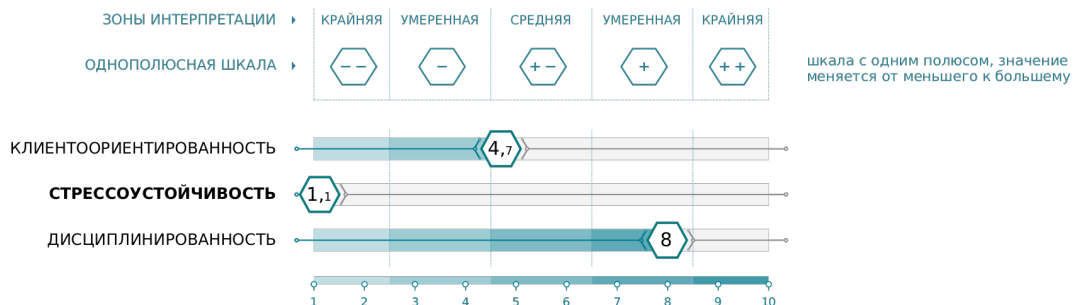 ЗОНЫ ИНТЕРПРЕТАЦИИ КРАЙНЯЯ УМЕРЕННАЯ СРЕДНЯЯ УМЕРЕННАЯ КРАЙНЯЯ
ОДНОПОЛЮСНАЯ ШКАЛА −− − +− + ++
шкала с одним полюсом, значение
меняется от меньшего к большему
КЛИЕНТООРИЕНТИРОВАННОСТЬ 4,7
СТРЕССОУСТОЙЧИВОСТЬ 1,1
ДИСЦИПЛИНИРОВАННОСТЬ 8
1 2 3 4 5 6 7 8 9 10